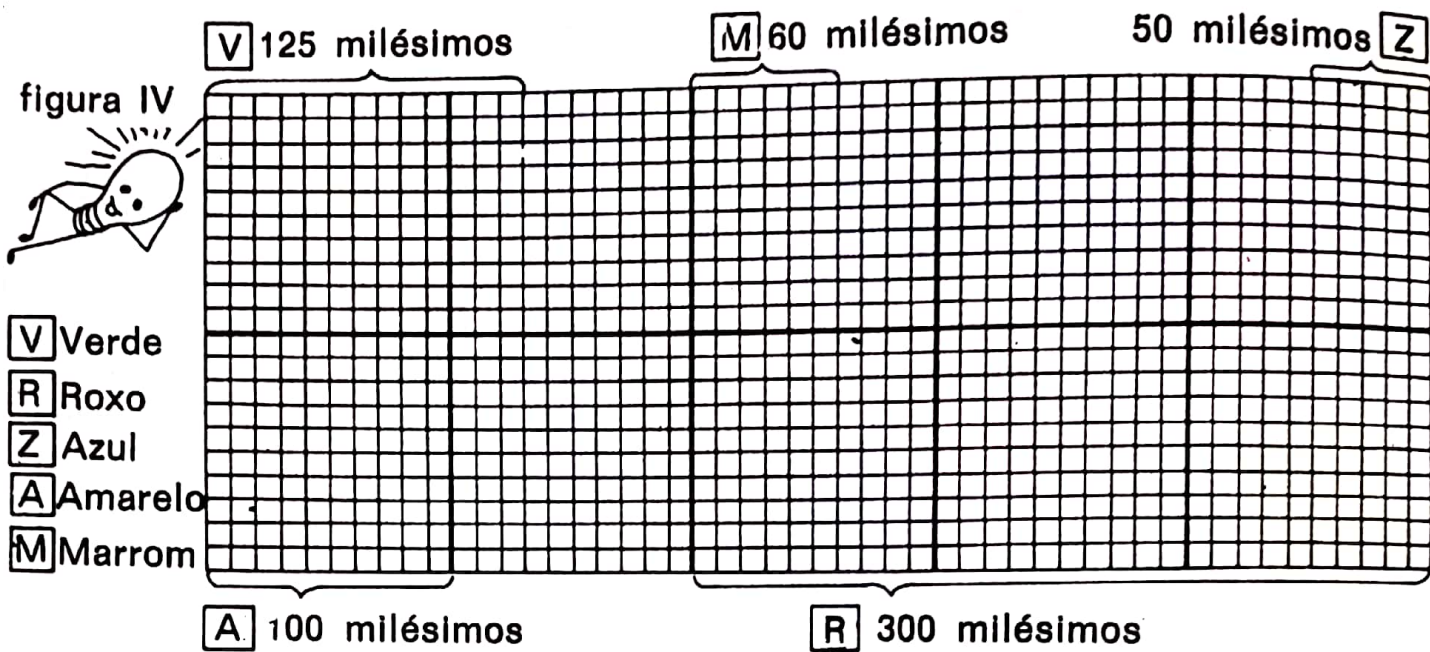 V 125 milésimos
M 60 milésimos
50 milésimos Z
figura IV
V Verde
R Roxo
Z Azul
A Amarelo
M Marrom
A 100 milésimos
R 300 milésimos